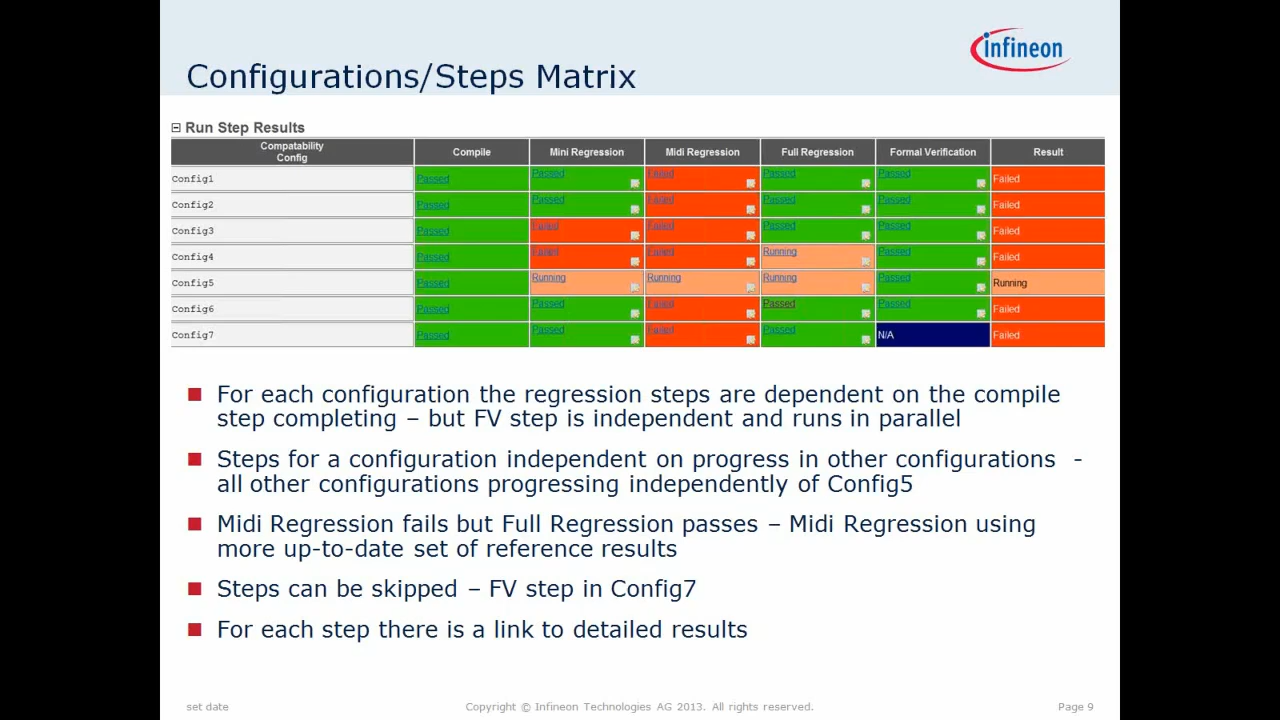 infineon
Configurations/Steps Matrix
Run Step Results
Compatability Config Compile Mini Regression Midi Regression Full Regression Formal Verification Result
Config1 Passed Passed Failed Passed Passed Failed
Config2 Passed Passed Failed Passed Passed Failed
Config3 Passed Failed Failed Passed Passed Failed
Config4 Passed Failed Failed Running Passed Failed
Config5 Passed Running Running Running Passed Running
Config6 Passed Passed Failed Passed Passed Failed
Config7 Passed Passed Failed Passed N/A Failed
For each configuration the regression steps are dependent on the compile
step completing – but FV step is independent and runs in parallel
Steps for a configuration independent on progress in other configurations -
all other configurations progressing independently of Config5
Midi Regression fails but Full Regression passes – Midi Regression using
more up-to-date set of reference results
Steps can be skipped – FV step in Config7
For each step there is a link to detailed results
set date Copyright © Infineon Technologies AG 2013. All rights reserved. Page 9